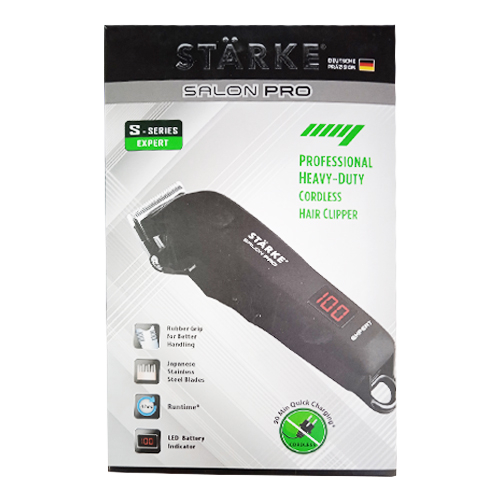 STÄRKE®
DEUTSCHE
PRÄZISION
SALON PRO
S - SERIES
EXPERT
PROFESSIONAL
HEAVY-DUTY
CORDLESS
HAIR CLIPPER
STÄRKE®
SALON PRO
100
EXPERT
Rubber Grip
for Better
Handling
Japanese
Stainless
Steel Blades
Runtime*
100
LED Battery
Indicator
90 Min Quick Charging*
CORDLESS